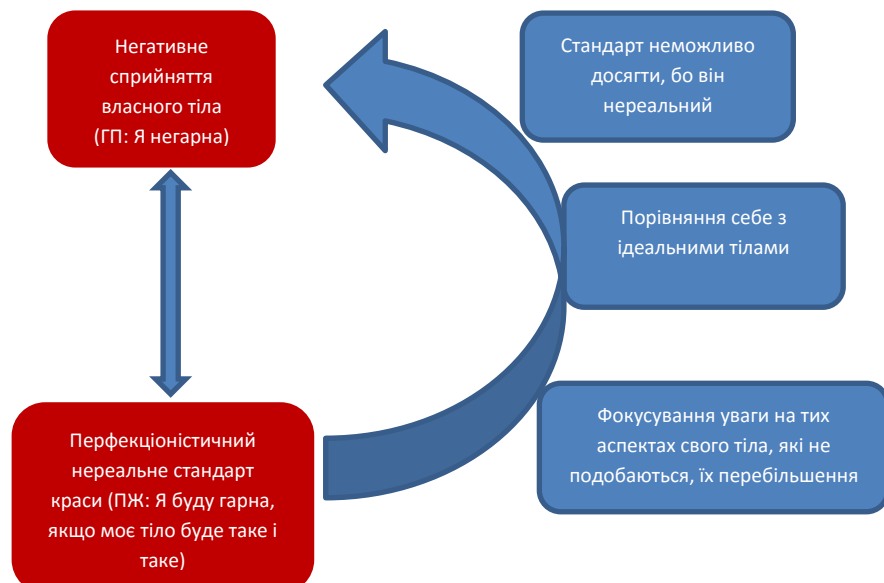 Негативне
сприйняття
власного тіла
(ГП: Я негарна)
Стандарт неможливо
досягти, бо він
нереальний
Порівняння себе з
ідеальними тілами
Фокусування уваги на тих
аспектах свого тіла, які не
подобаються, їх перебільшення
Перфекціоністичний
нереальне стандарт
краси (ПЖ: Я буду гарна,
якщо моє тіло буде таке і
таке)